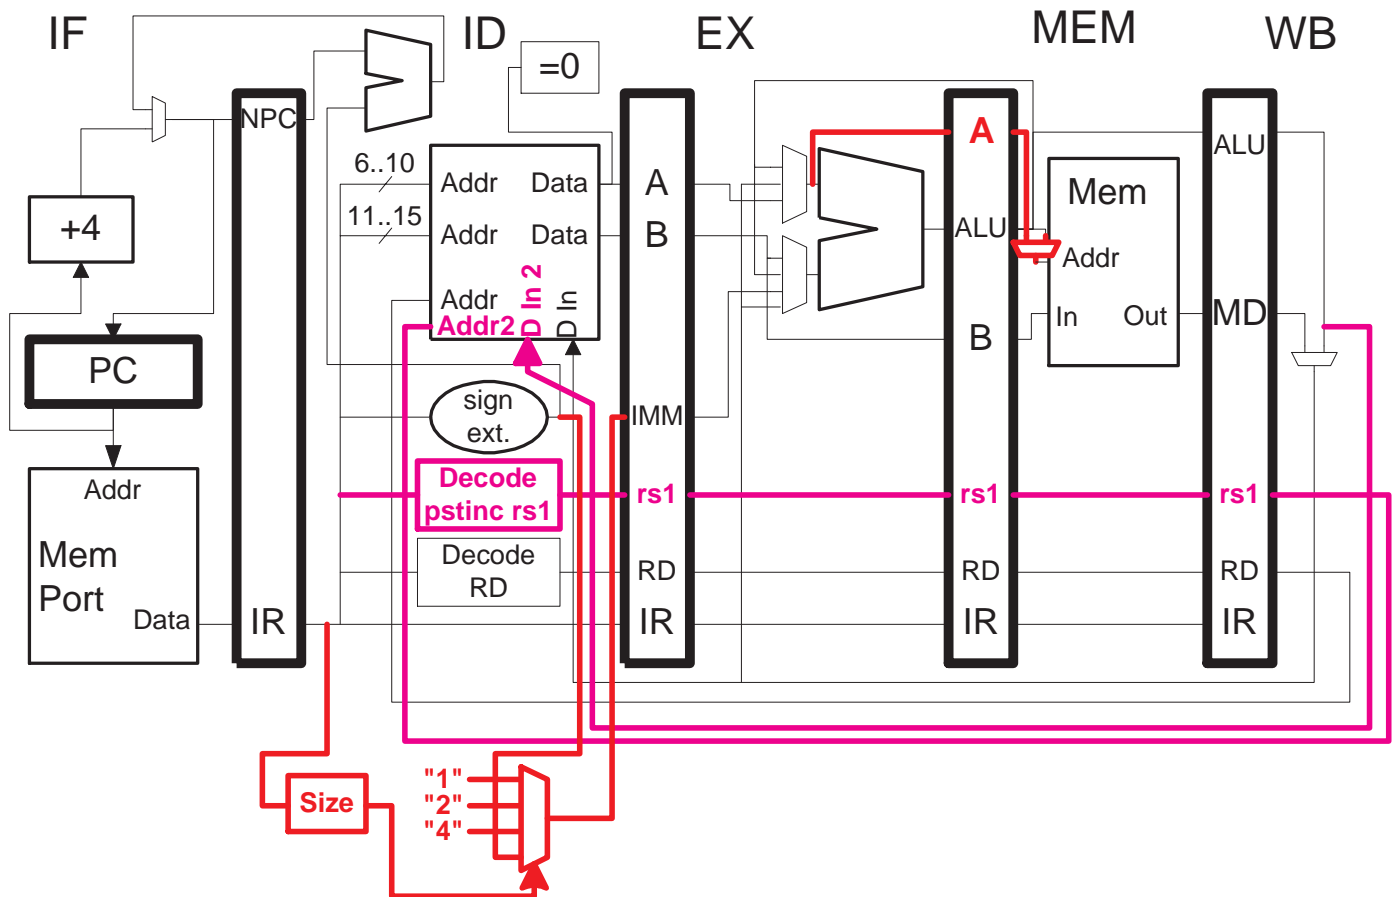 IF
ID
EX
MEM
WB
=0
NPC
+4
PC
Addr
Mem
Port
Data
IR
6..10
11..15
Addr
Data
Addr
Data
Addr
Addr2
D In 2
D In
sign
ext.
Decode
pstinc rs1
Decode
RD
A
B
IMM
rs1
RD
IR
A
ALU
B
rs1
RD
IR
Mem
Addr
In
Out
ALU
MD
rs1
RD
IR
Size
"1"
"2"
"4"